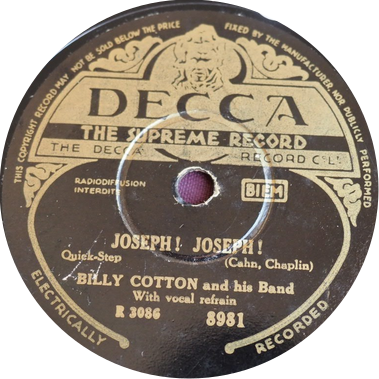 THIS COPYRIGHT RECORD MAY NOT BE SOLD BELOW THE PRICE FIXED BY THE MANUFACTURER, NOR PUBLICLY PERFORMED
DECCA
THE SUPREME RECORD
THE DECCA RECORD Co Ltd
RADIODIFFUSION
INTERDITE
BIEM
JOSEPH! JOSEPH!
Quick-Step (Cahn, Chaplin)
BILLY COTTON and his Band
With vocal refrain
R 3086 8981
ELECTRICALLY RECORDED